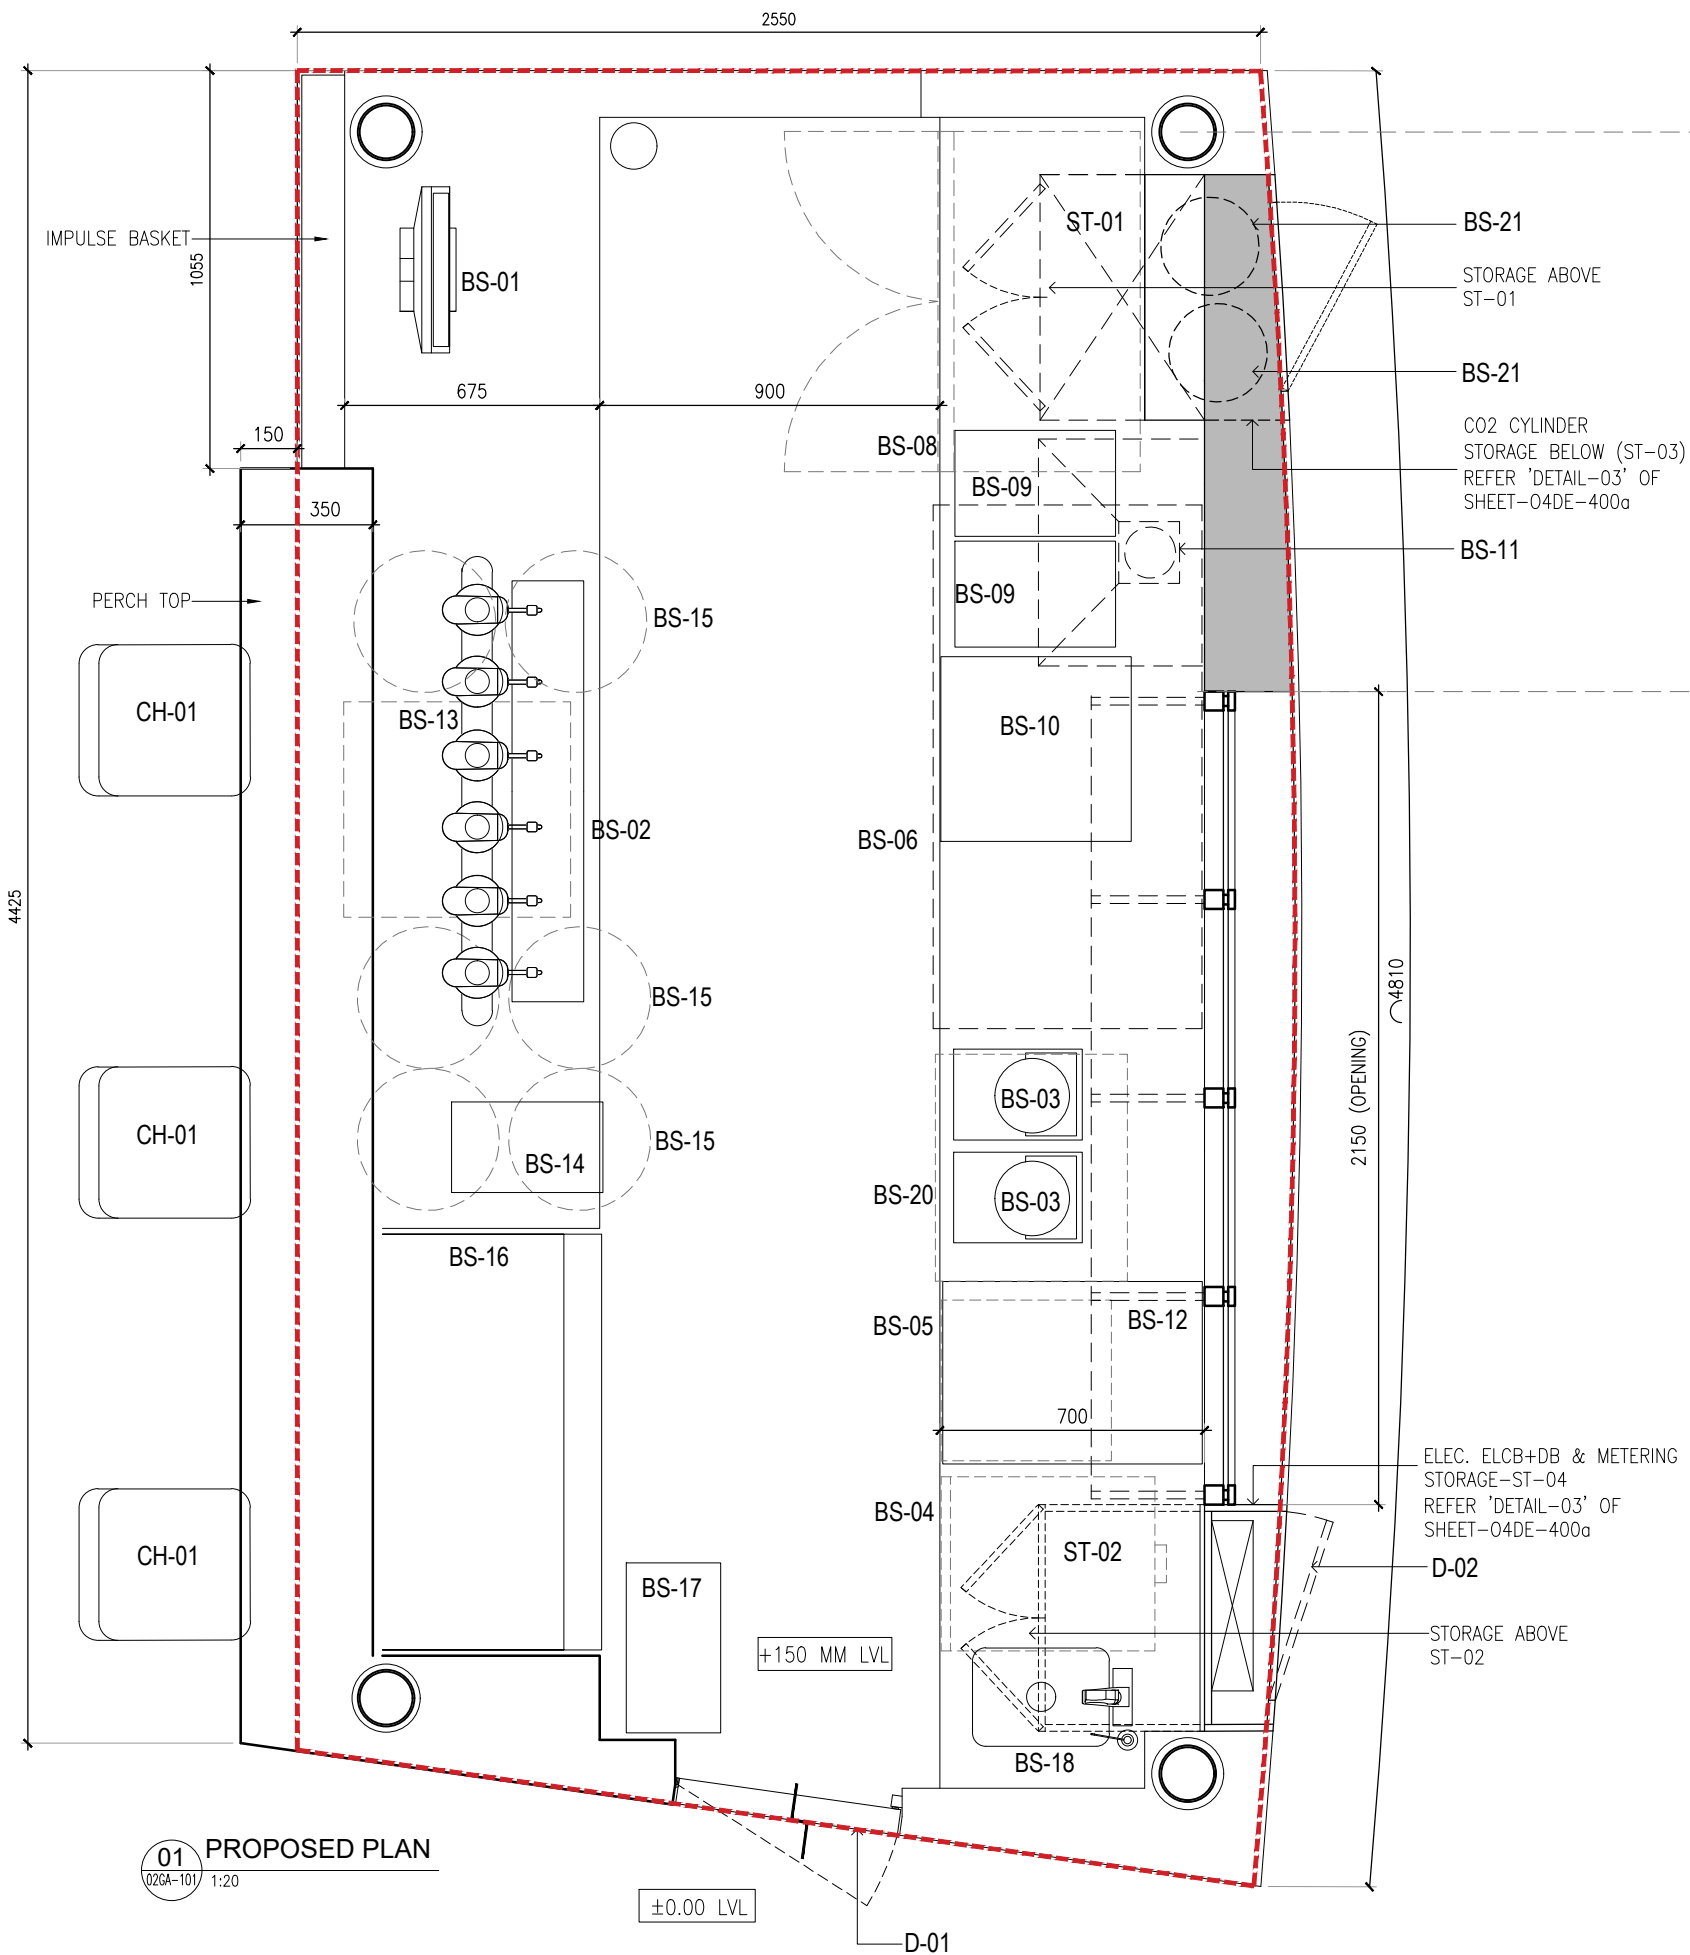 2550
IMPULSE BASKET
1055
BS-01
ST-01
BS-21
STORAGE ABOVE
ST-01
BS-21
675
900
150
BS-08
CO2 CYLINDER
STORAGE BELOW (ST-03)
REFER 'DETAIL-03' OF
SHEET-04DE-400a
350
BS-09
BS-11
PERCH TOP
BS-09
BS-15
CH-01
BS-13
BS-10
BS-02
BS-06
4425
BS-15
4810
2150 (OPENING)
BS-03
CH-01
BS-15
BS-14
BS-20
BS-03
BS-16
BS-05
BS-12
700
ELEC. ELCB+DB & METERING
STORAGE-ST-04
REFER 'DETAIL-03' OF
SHEET-04DE-400a
BS-04
CH-01
ST-02
D-02
BS-17
STORAGE ABOVE
ST-02
+150 MM LVL
BS-18
01
02GA-101
PROPOSED PLAN
1:20
±0.00 LVL
D-01